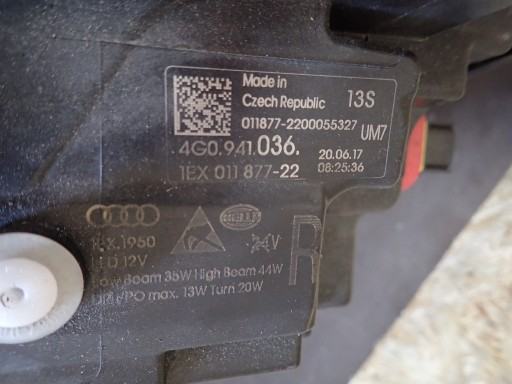 Made in
Czech Republic 13S
011877-2200055327 UM7
4G0.941.036.
20.06.17
1EX 011 877-22 08:25:36
HELLA
12V
Beam 35W High Beam 44W
max. 13W Turn 20W
R